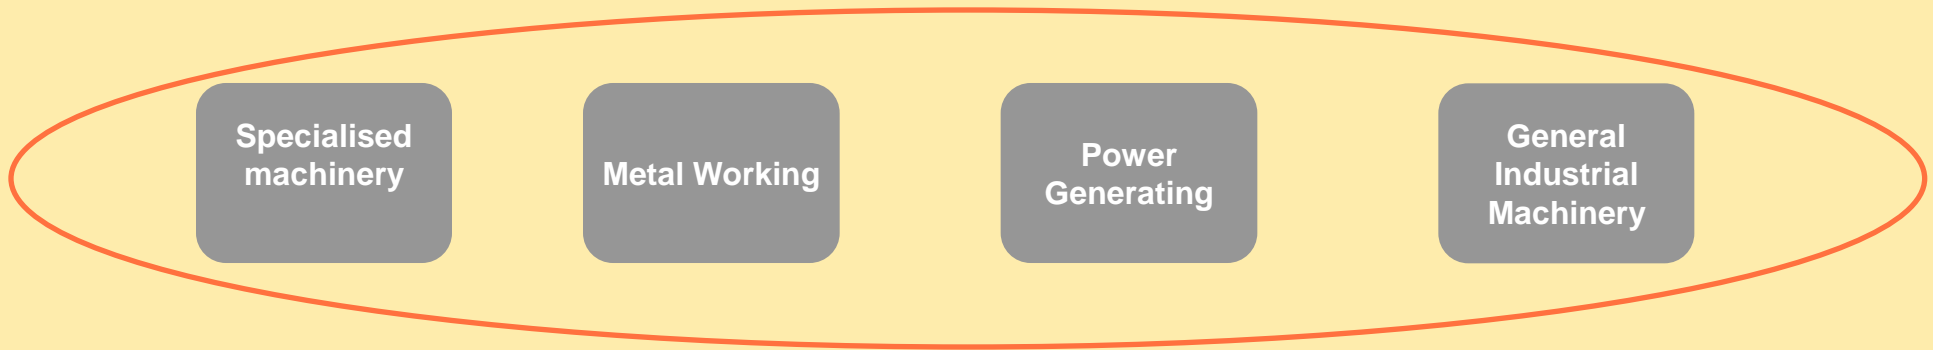 Specialised
machinery
Metal Working
Power
Generating
General
Industrial
Machinery